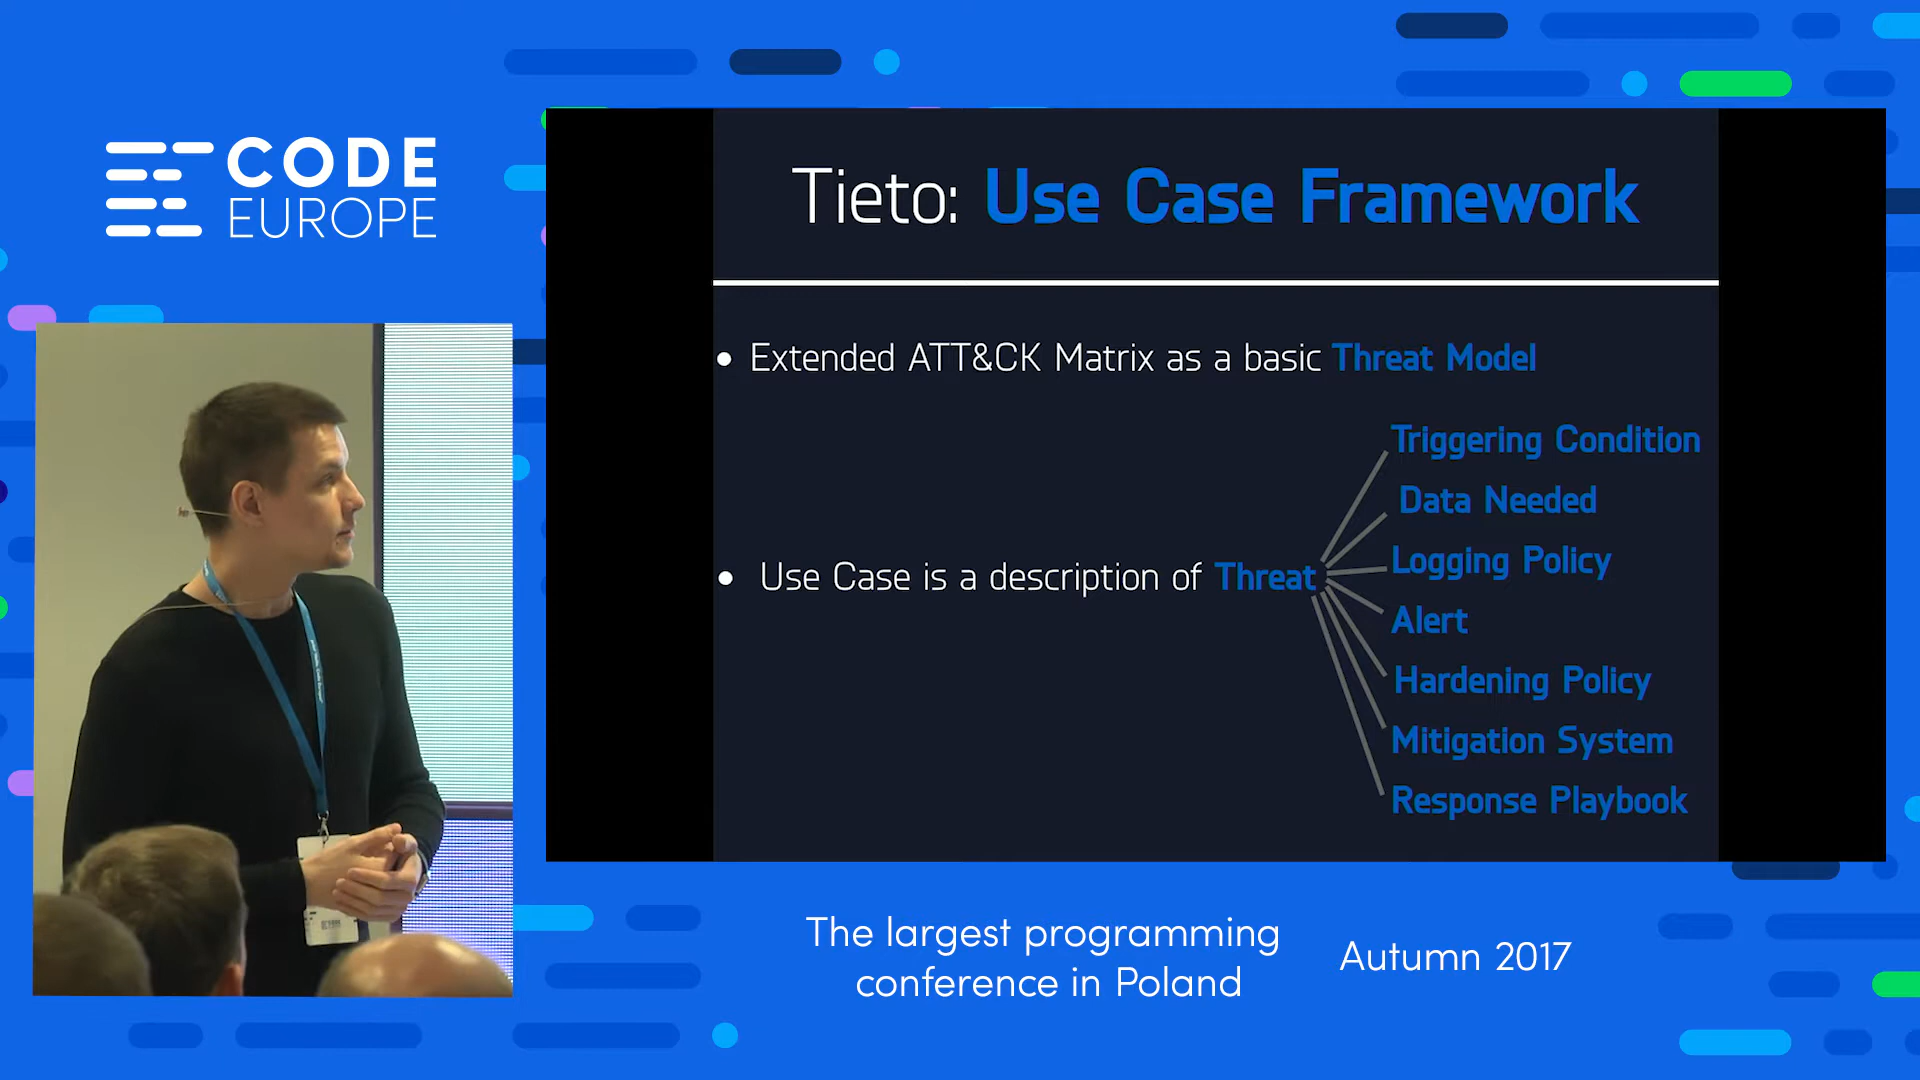 CODE
EUROPE
Tieto: Use Case Framework
• Extended ATT&CK Matrix as a basic Threat Model
• Use Case is a description of Threat
Triggering Condition
Data Needed
Logging Policy
Alert
Hardening Policy
Mitigation System
Response Playbook
The largest programming
conference in Poland
Autumn 2017